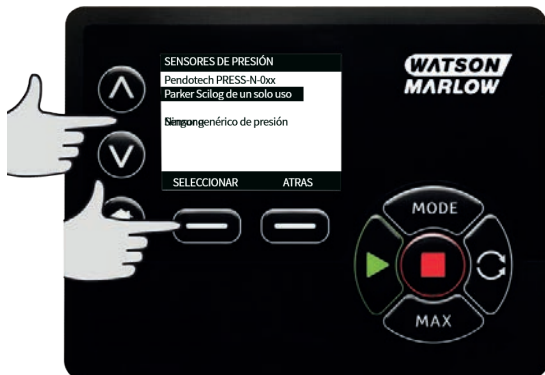 SENSORES DE PRESIÓN
Pendotech PRESS-N-0xx
Parker Scilog de un solo uso
genérico de presión
SELECCIONAR ATRAS
WATSON
MARLOW
MODE
MAX